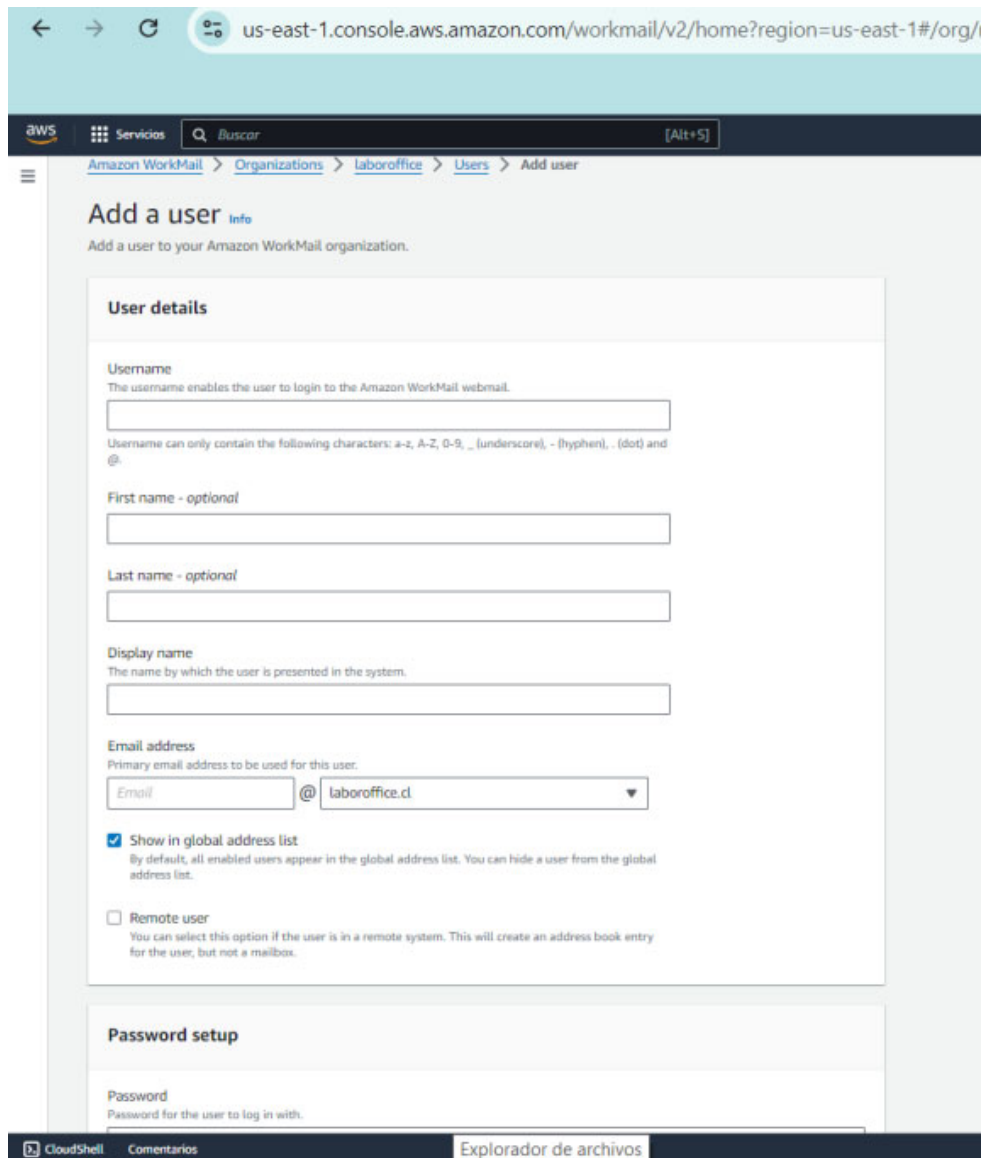 us-east-1.console.aws.amazon.com/workmail/v2/home?region=us-east-1#/org/
aws Servicios Buscar [Alt+S]
Amazon WorkMail > Organizations > laboroffice > Users > Add user
Add a user Info
Add a user to your Amazon WorkMail organization.
User details
Username
The username enables the user to login to the Amazon WorkMail webmail.
Username can only contain the following characters: a-z, A-Z, 0-9, _ (underscore), - (hyphen), . (dot) and
@.
First name - optional
Last name - optional
Display name
The name by which the user is presented in the system.
Email address
Primary email address to be used for this user.
Email @ laboroffice.cl
Show in global address list
By default, all enabled users appear in the global address list. You can hide a user from the global
address list.
Remote user
You can select this option if the user is in a remote system. This will create an address book entry
for the user, but not a mailbox.
Password setup
Password
Password for the user to log in with.
CloudShell Comentarios Explorador de archivos